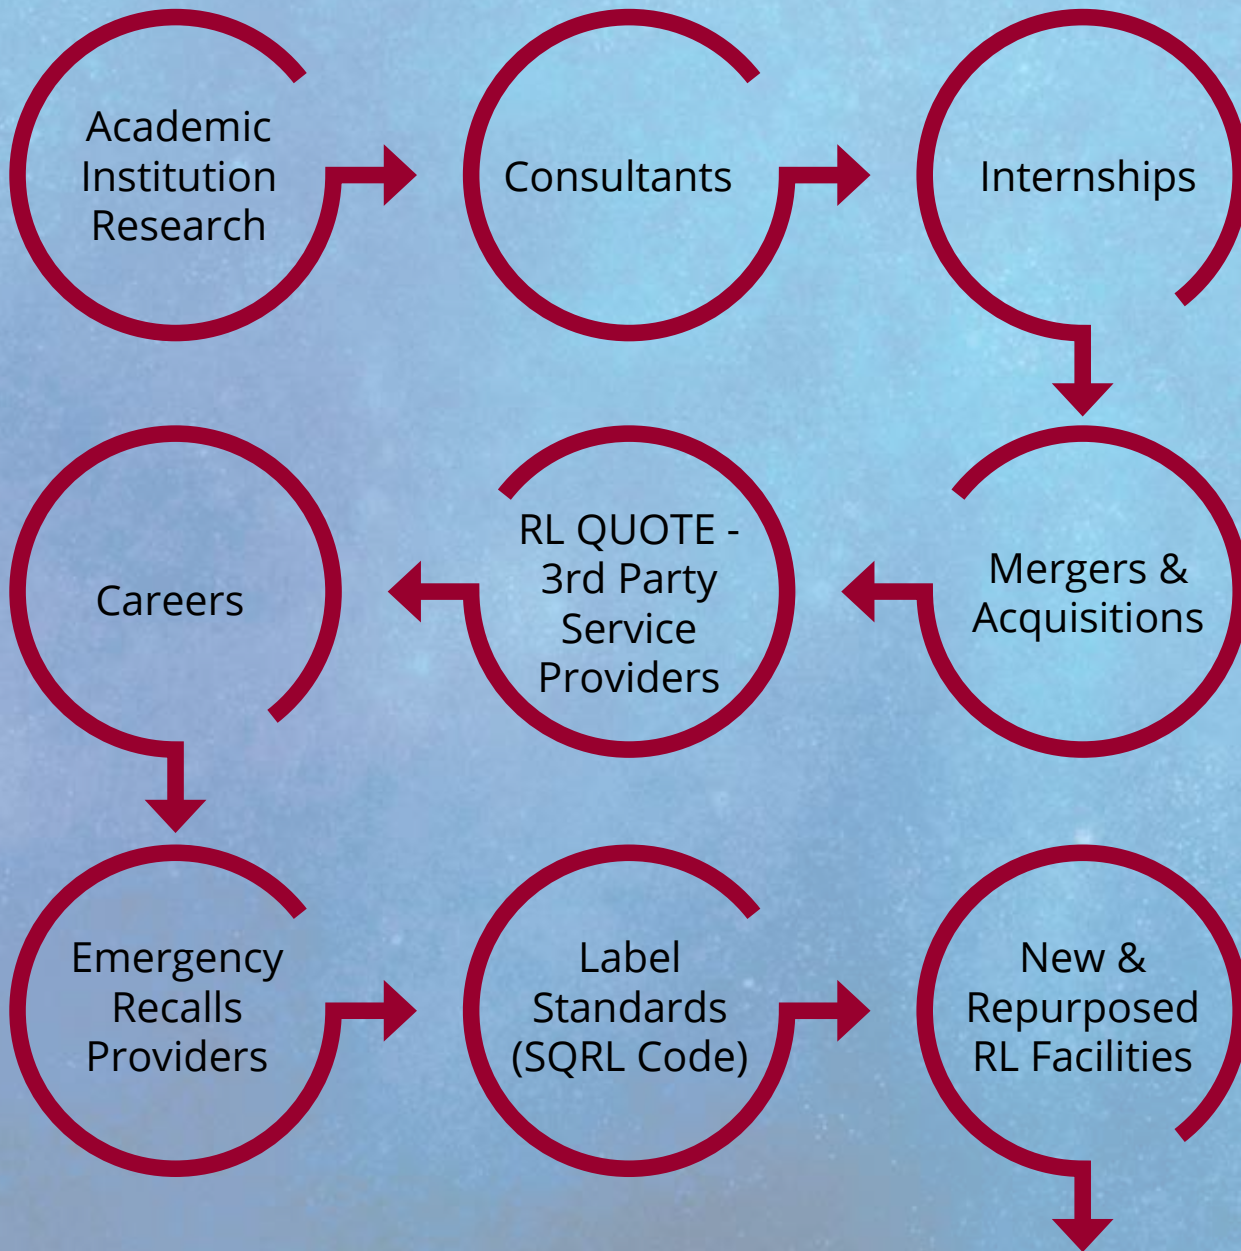 Academic
Institution
Research
Consultants
Internships
Mergers &
Acquisitions
RL QUOTE -
3rd Party
Service
Providers
Careers
Emergency
Recalls
Providers
Label
Standards
(SQRL Code)
New &
Repurposed
RL Facilities